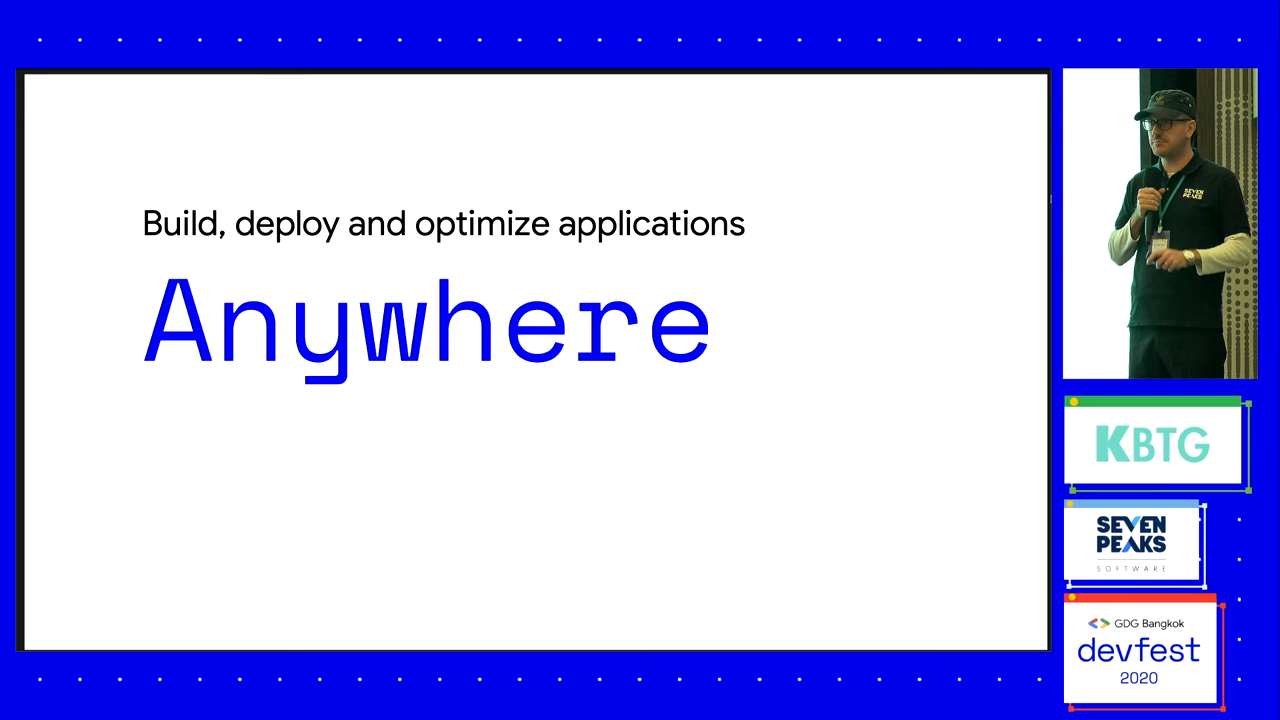 Build, deploy and optimize applications
Anywhere
SEVEN
PEAKS
KBTG
SEVEN
PEAKS
SOFTWARE
GDG Bangkok
devfest
2020